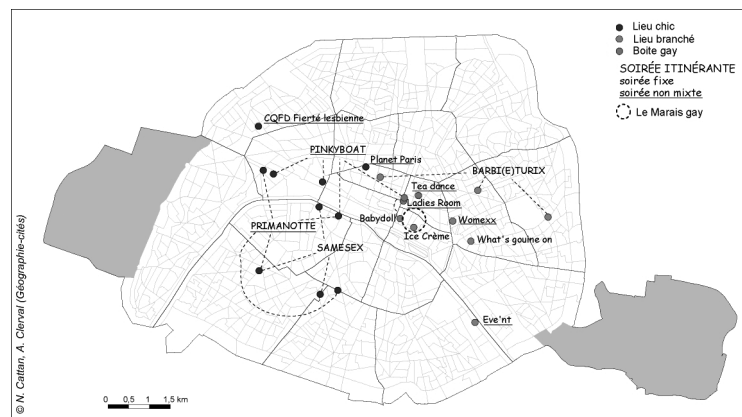 Lieu chic
Lieu branché
Boite gay
SOIRÉE ITINÉRANTE
soirée fixe
soirée non mixte
Le Marais gay
CQFD Fierté lesbienne
PINKYBOAT
Planet Paris
BARBI(E)TURIX
Tea dance
Ladies Room
Babydoll
Womexx
PRIMANOTTE
Ice Crème
What's gouine on
SAMESEX
Eve'nt
0 0,5 1 1,5 km
© N. Cattan, A. Clerval (Géographie-cités)